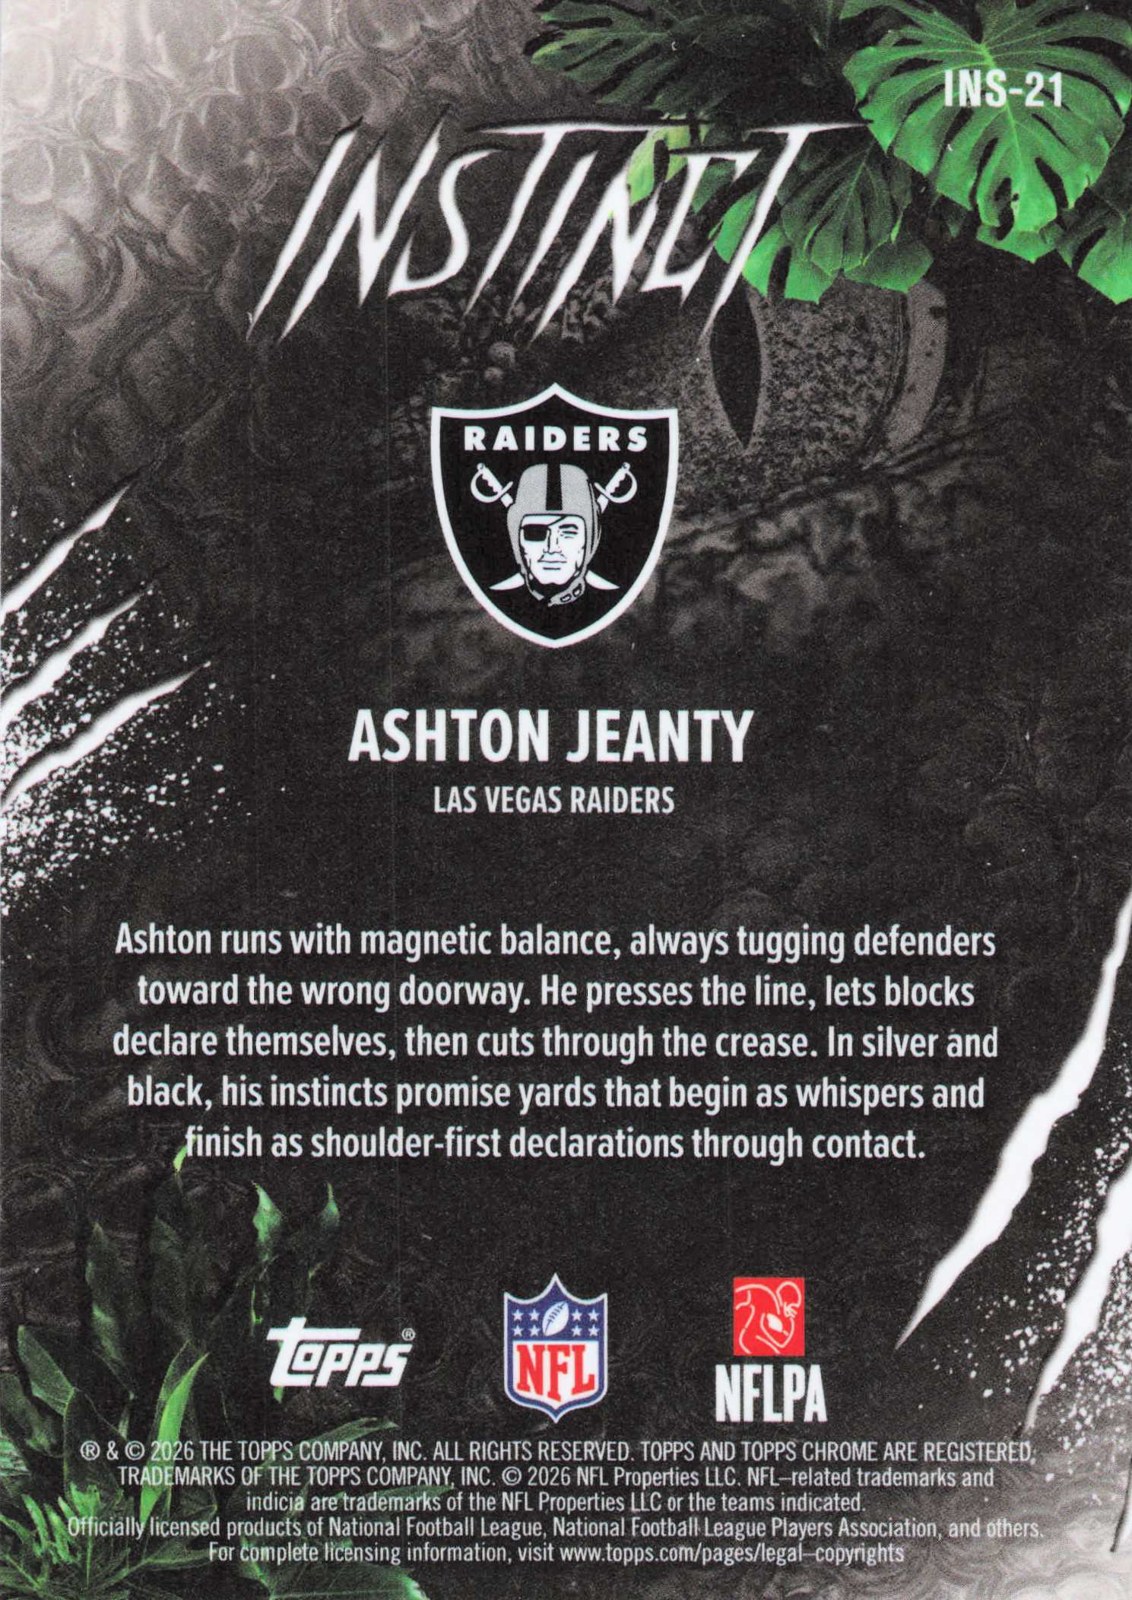 INS-21
INSTINCT
RAIDERS
ASHTON JEANTY
LAS VEGAS RAIDERS
Ashton runs with magnetic balance, always tugging defenders
toward the wrong doorway. He presses the line, lets blocks
declare themselves, then cuts through the crease. In silver and
black, his instincts promise yards that begin as whispers and
finish as shoulder-first declarations through contact.
topps®
NFL
NFLPA
® & © 2026 THE TOPPS COMPANY, INC. ALL RIGHTS RESERVED. TOPPS AND TOPPS CHROME ARE REGISTERED
TRADEMARKS OF THE TOPPS COMPANY, INC. © 2026 NFL Properties LLC. NFL-related trademarks and
indicia are trademarks of the NFL Properties LLC or the teams indicated.
Officially licensed products of National Football League, National Football League Players Association, and others.
For complete licensing information, visit www.topps.com/pages/legal-copyrights